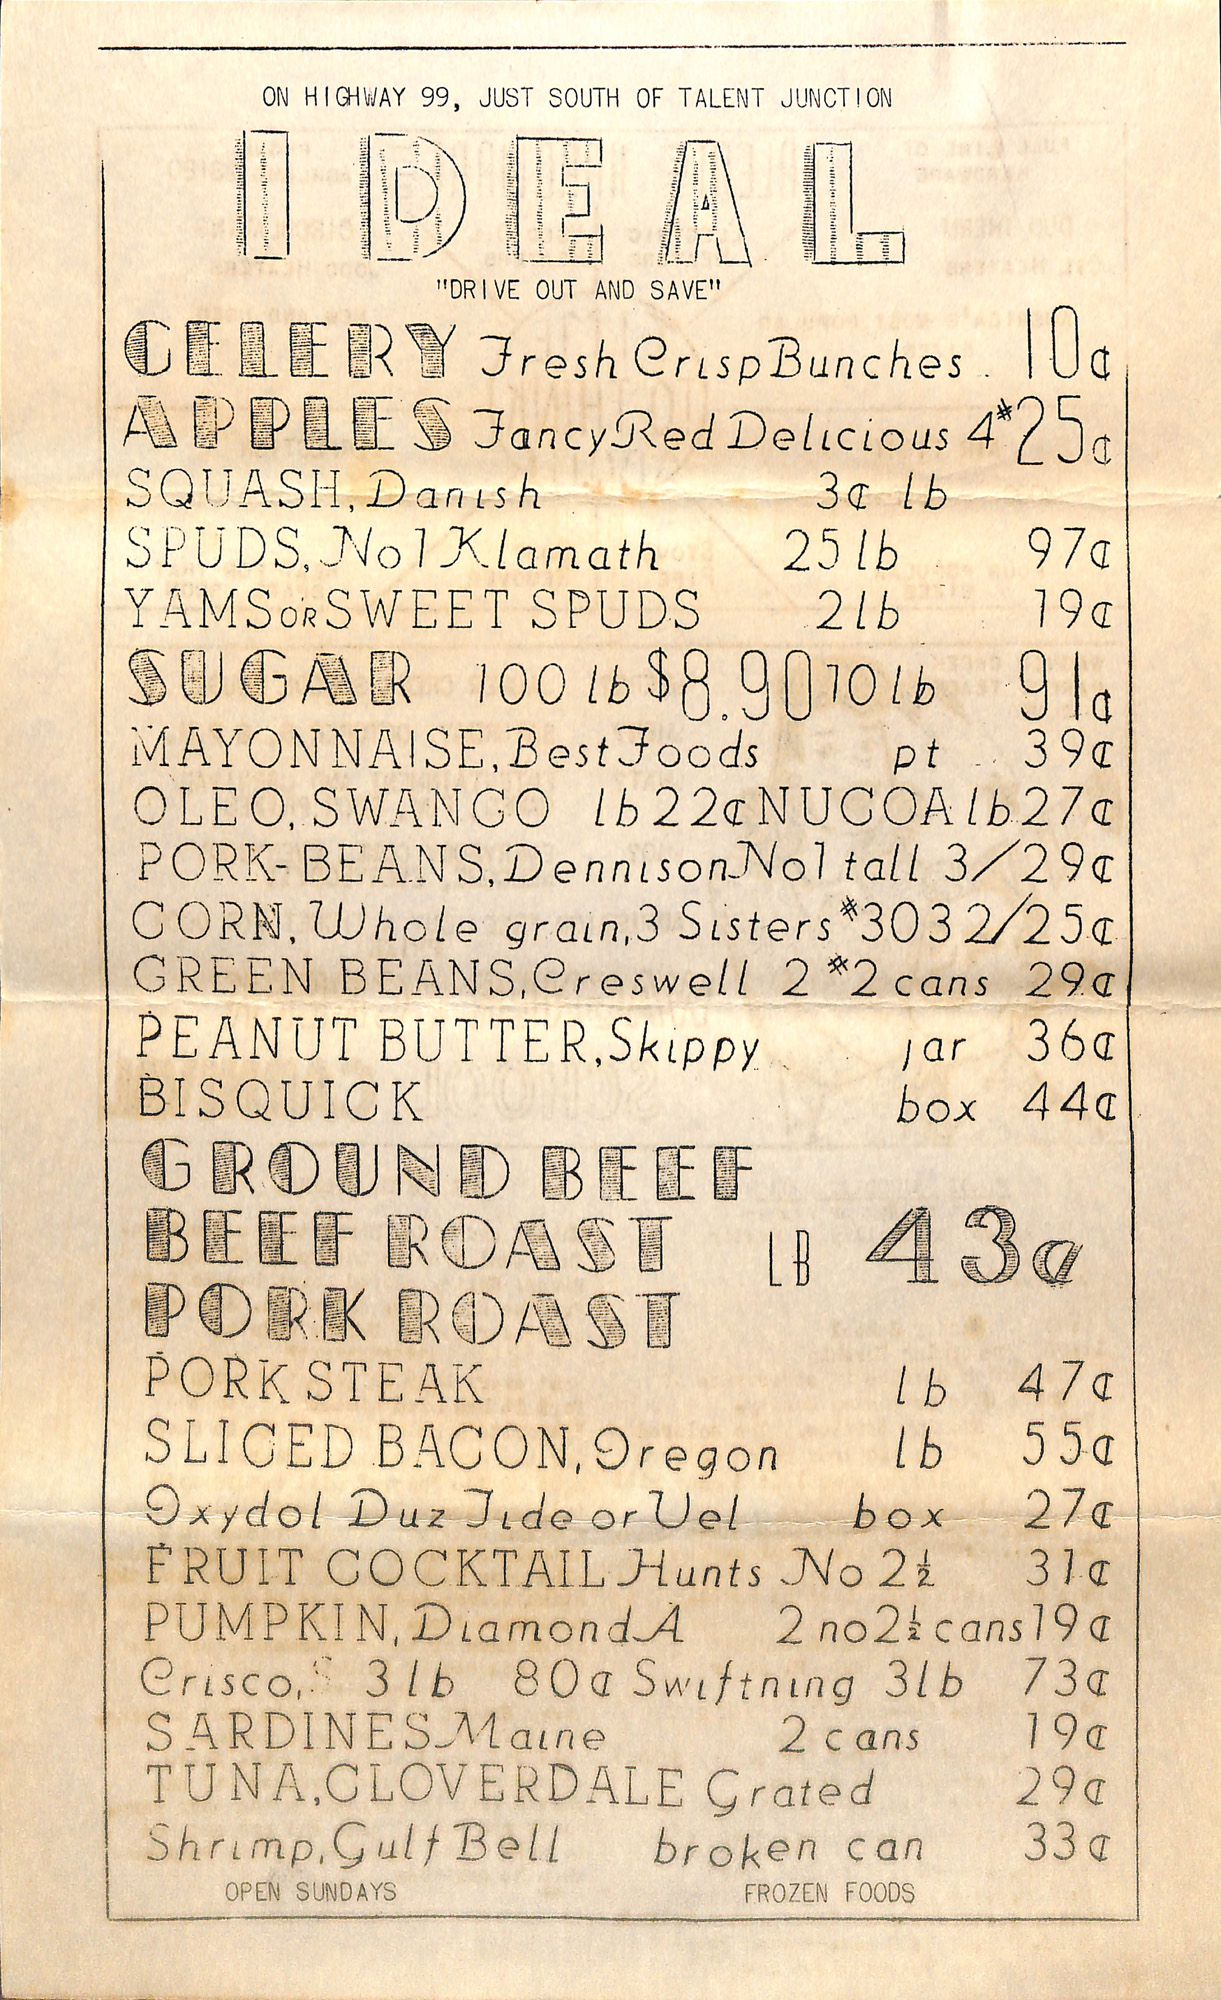 ON HIGHWAY 99, JUST SOUTH OF TALENT JUNCTION
IDEAL
"DRIVE OUT AND SAVE"
CELERY Fresh Crisp Bunches . 10¢
APPLES Fancy Red Delicious 4# 25¢
SQUASH, Danish 3¢ lb
SPUDS, No 1 Klamath 25 lb 97¢
YAMS OR SWEET SPUDS 2 lb 19¢
SUGAR 100 lb $8.90 10 lb 91¢
MAYONNAISE, Best Foods pt 39¢
OLEO, SWANCO lb 22¢ NUCOA lb 27¢
PORK-BEANS, Dennison No 1 tall 3/29¢
CORN, Whole grain, 3 Sisters #303 2/25¢
GREEN BEANS, Creswell 2 #2 cans 29¢
PEANUT BUTTER, Skippy jar 36¢
BISQUICK box 44¢
GROUND BEEF
BEEF ROAST LB 43¢
PORK ROAST
PORK STEAK lb 47¢
SLICED BACON, Oregon lb 55¢
Oxydol Duz Tide or Vel box 27¢
FRUIT COCKTAIL Hunts No 2½ 31¢
PUMPKIN, Diamond A 2 no 2½ cans 19¢
Crisco, 3 lb 80¢ Swiftning 3 lb 73¢
SARDINES Maine 2 cans 19¢
TUNA, CLOVERDALE Grated 29¢
Shrimp, Gulf Bell broken can 33¢
OPEN SUNDAYS FROZEN FOODS